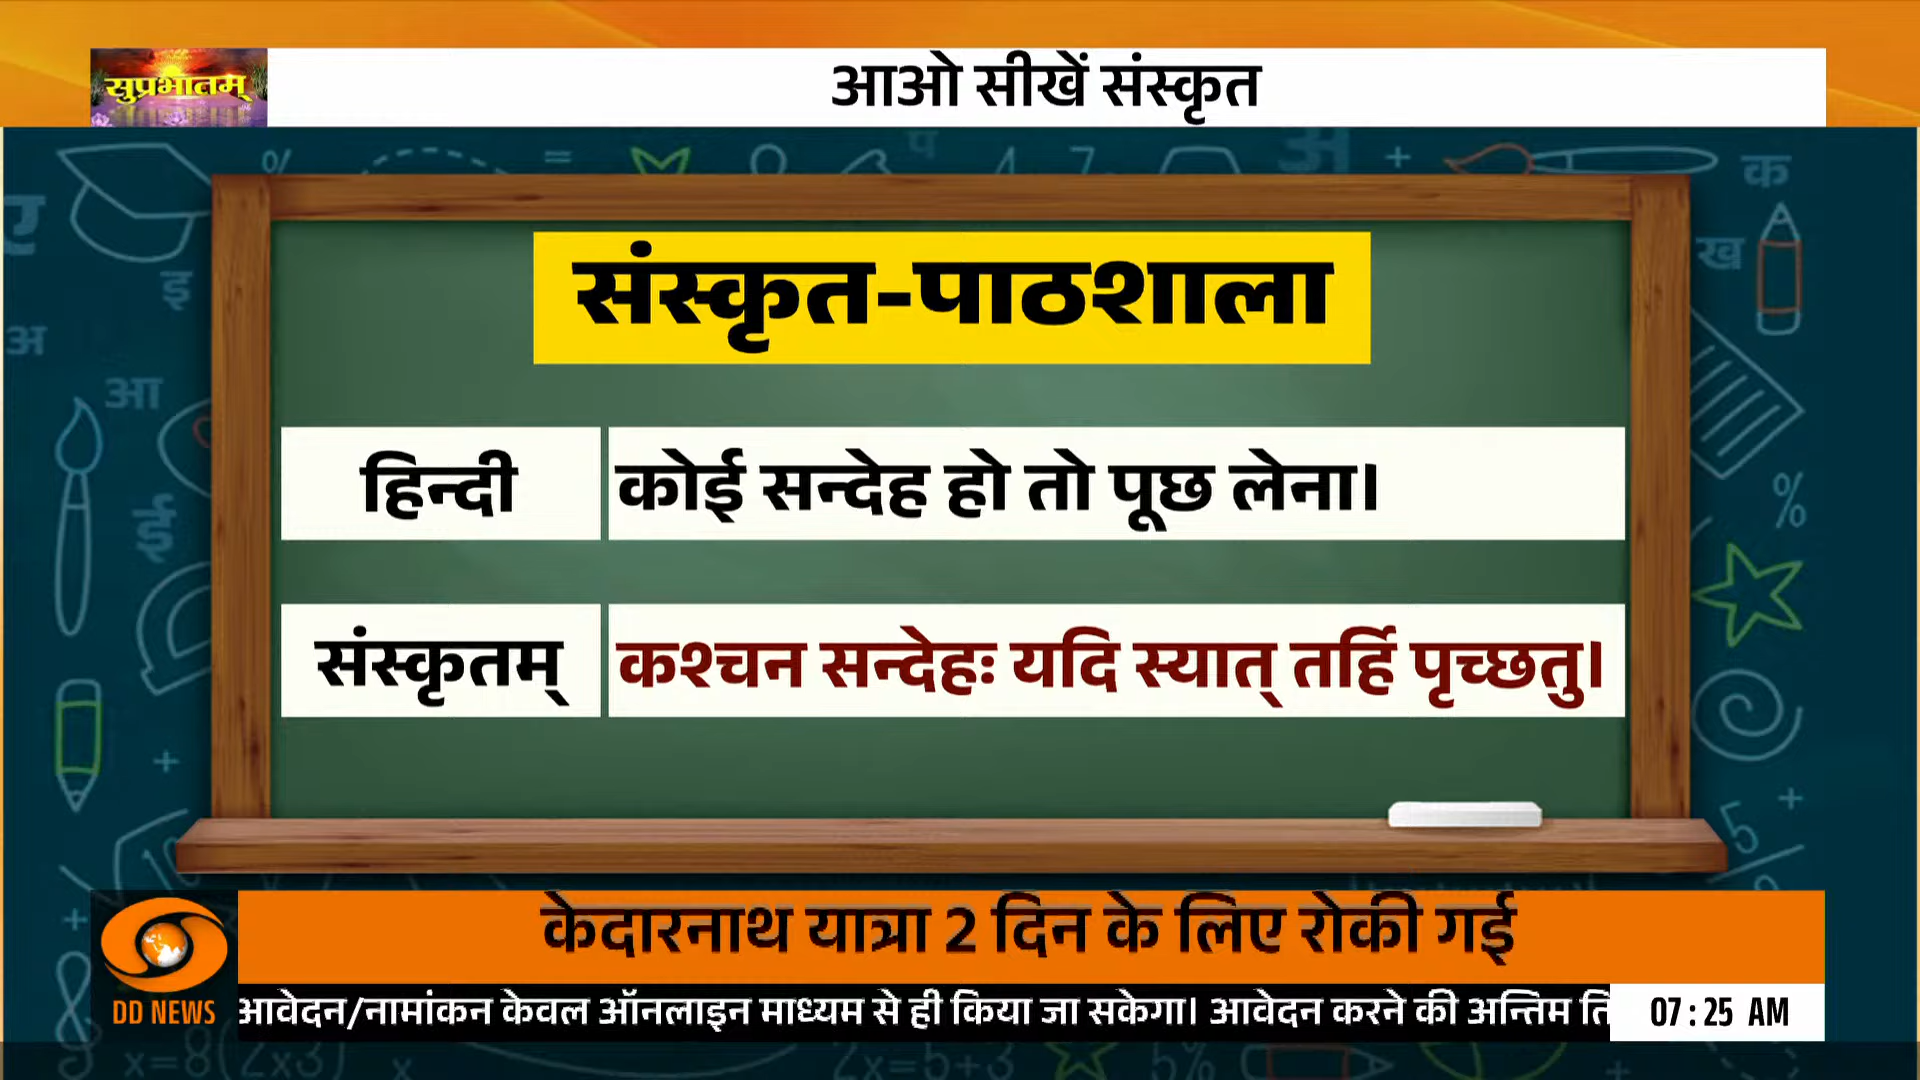 सुप्रभातम्
आओ सीखें संस्कृत
संस्कृत-पाठशाला
हिन्दी
कोई सन्देह हो तो पूछ लेना।
संस्कृतम्
कश्चन सन्देहः यदि स्यात् तर्हि पृच्छतु।
केदारनाथ यात्रा 2 दिन के लिए रोकी गई
DD NEWS
आवेदन/नामांकन केवल ऑनलाइन माध्यम से ही किया जा सकेगा। आवेदन करने की अन्तिम ति
07:25 AM